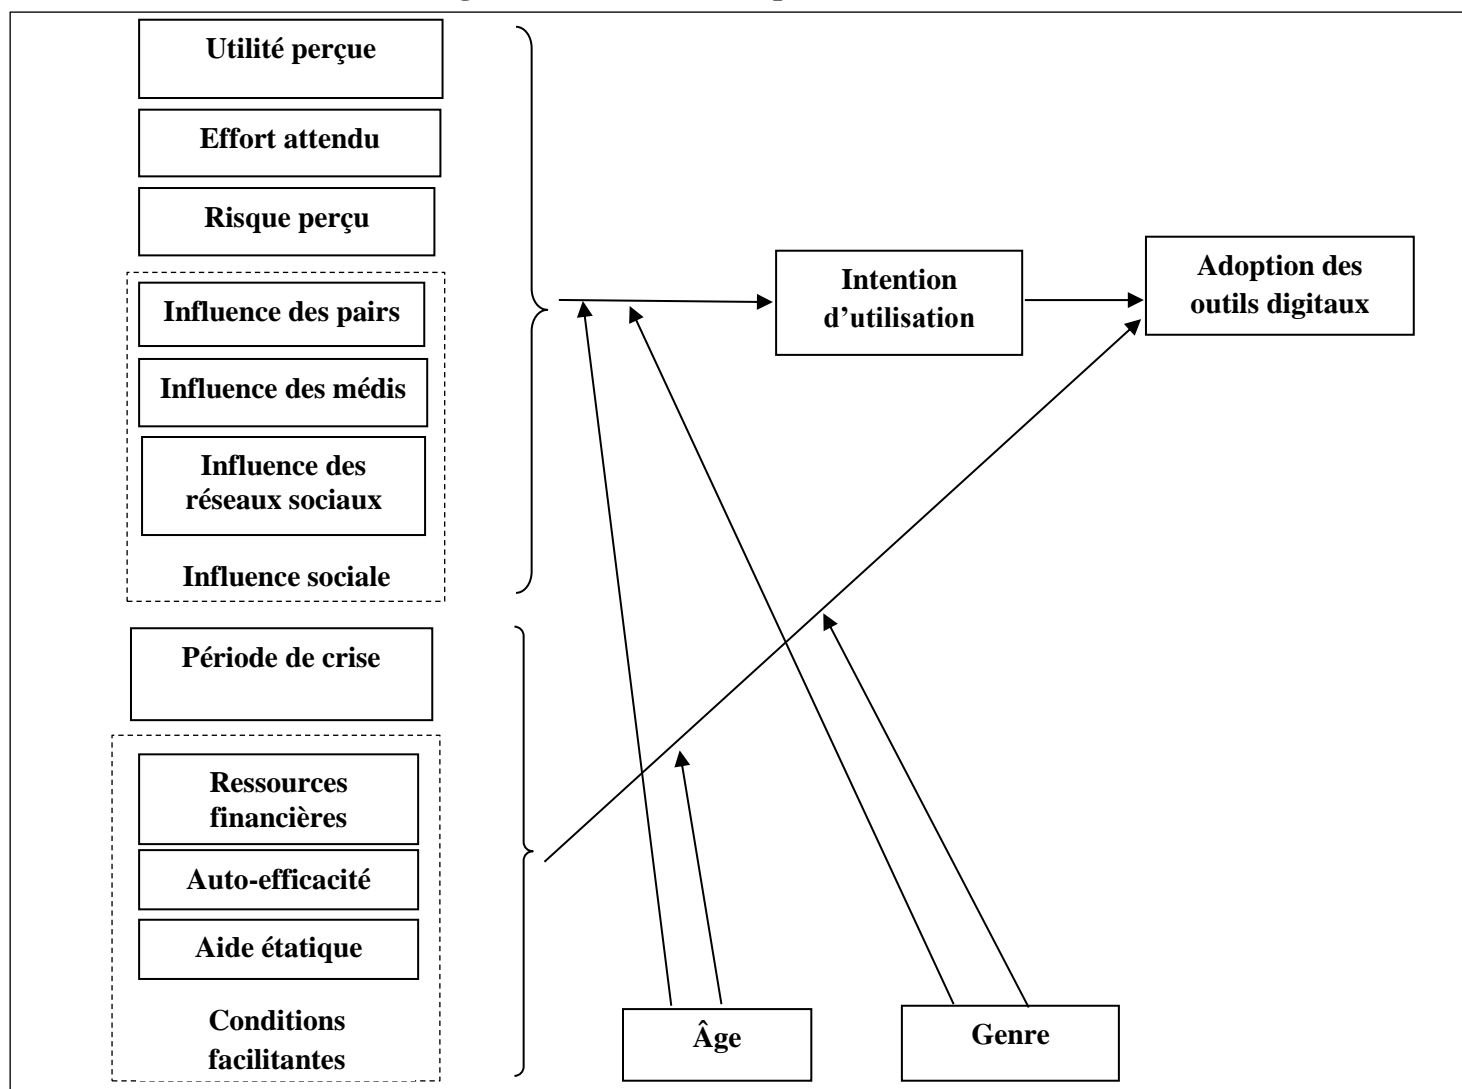 Utilité perçue
Effort attendu
Risque perçu
Influence des pairs
Influence des médis
Influence des
réseaux sociaux
Influence sociale
Période de crise
Ressources
financières
Auto-efficacité
Aide étatique
Conditions
facilitantes
Intention
d’utilisation
Adoption des
outils digitaux
Âge
Genre